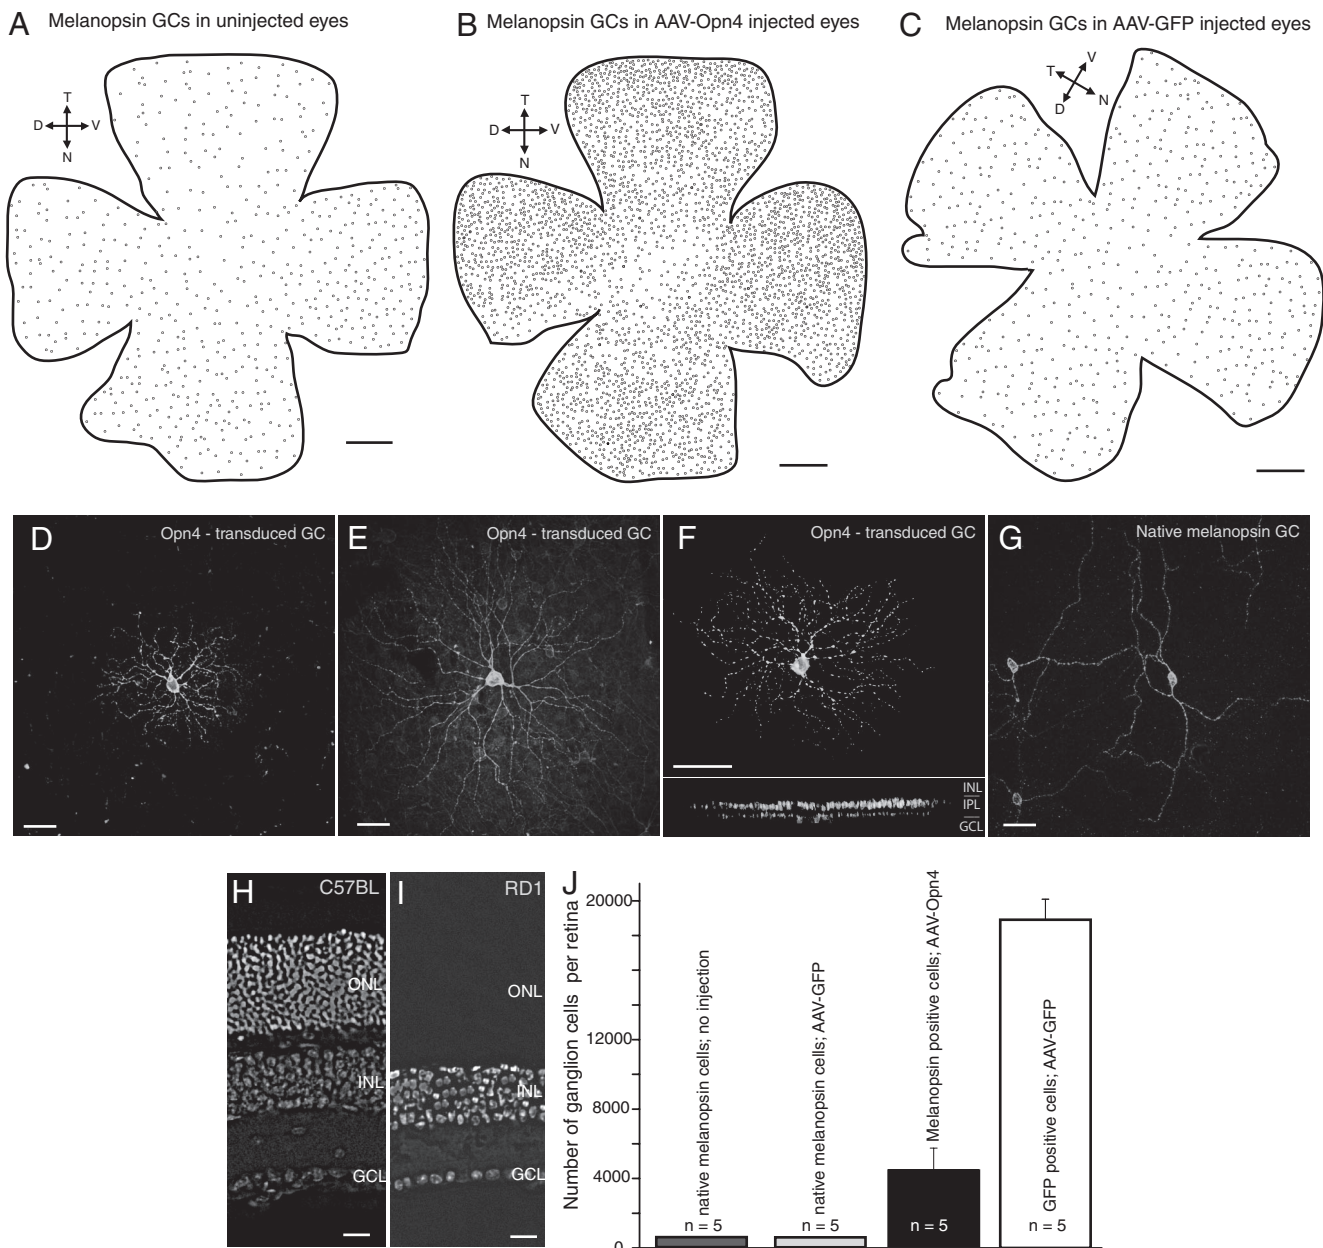 A Melanopsin GCs in uninjected eyes
B Melanopsin GCs in AAV-Opn4 injected eyes
C Melanopsin GCs in AAV-GFP injected eyes
T
D V
N
T
D V
N
V
T
N
D
D Opn4 - transduced GC
E Opn4 - transduced GC
F Opn4 - transduced GC
INL
IPL
GCL
G Native melanopsin GC
H C57BL
ONL
INL
GCL
I RD1
ONL
INL
GCL
J
Number of ganglion cells per retina
20000
12000
8000
4000
0
native melanopsin cells; no injection
n = 5
native melanopsin cells; AAV-GFP
n = 5
Melanopsin positive cells; AAV-Opn4
n = 5
GFP positive cells; AAV-GFP
n = 5